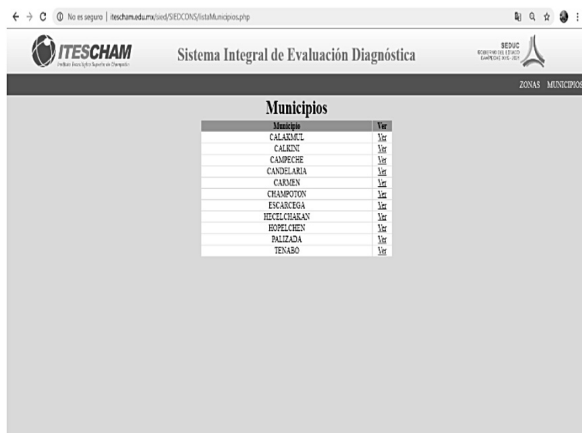 No es seguro | itescham.edu.mx/sied/SIEDCONS/listaMunicipios.php
ITESCHAM
Sistema Integral de Evaluación Diagnóstica
SEDUC
ZONAS MUNICIPIOS
Municipios
Municipio Ver
CALAKMUL Ver
CALKINI Ver
CAMPECHE Ver
CANDELARIA Ver
CARMEN Ver
CHAMPOTON Ver
ESCARCEGA Ver
HECELCHAKAN Ver
HOPELCHEN Ver
PALIZADA Ver
TENABO Ver